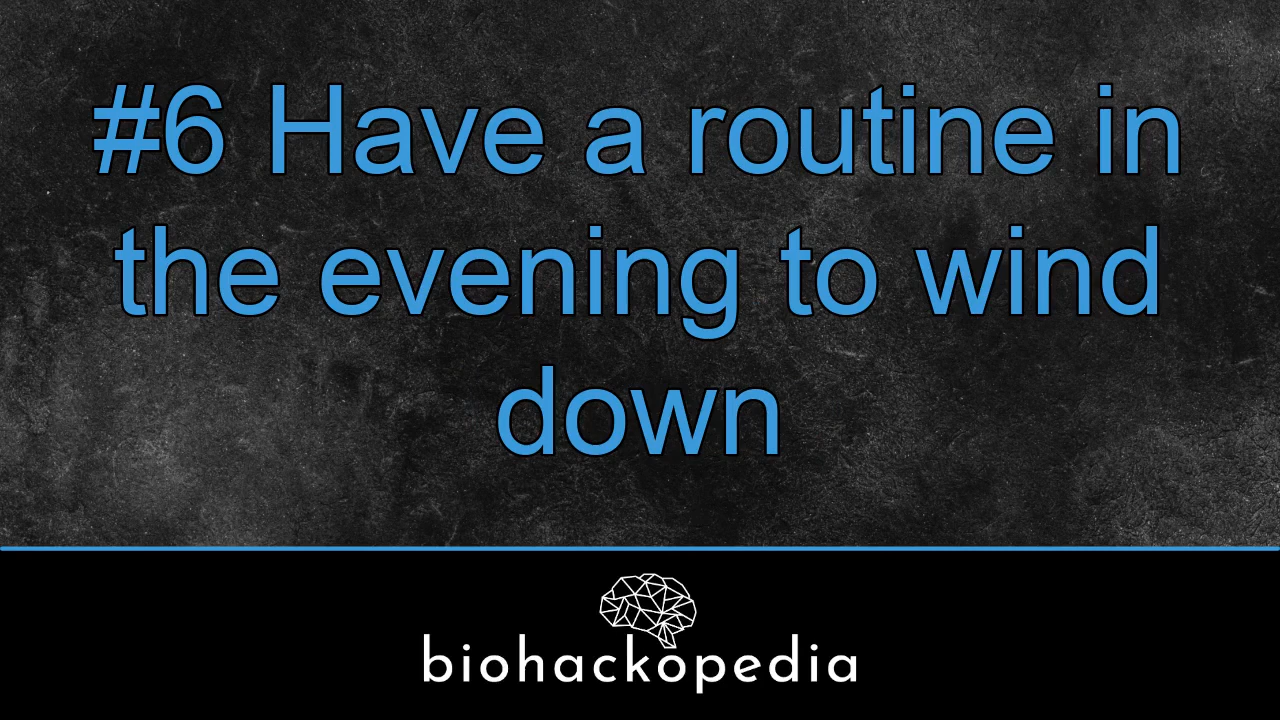 #6 Have a routine in
the evening to wind
down
biohackopedia